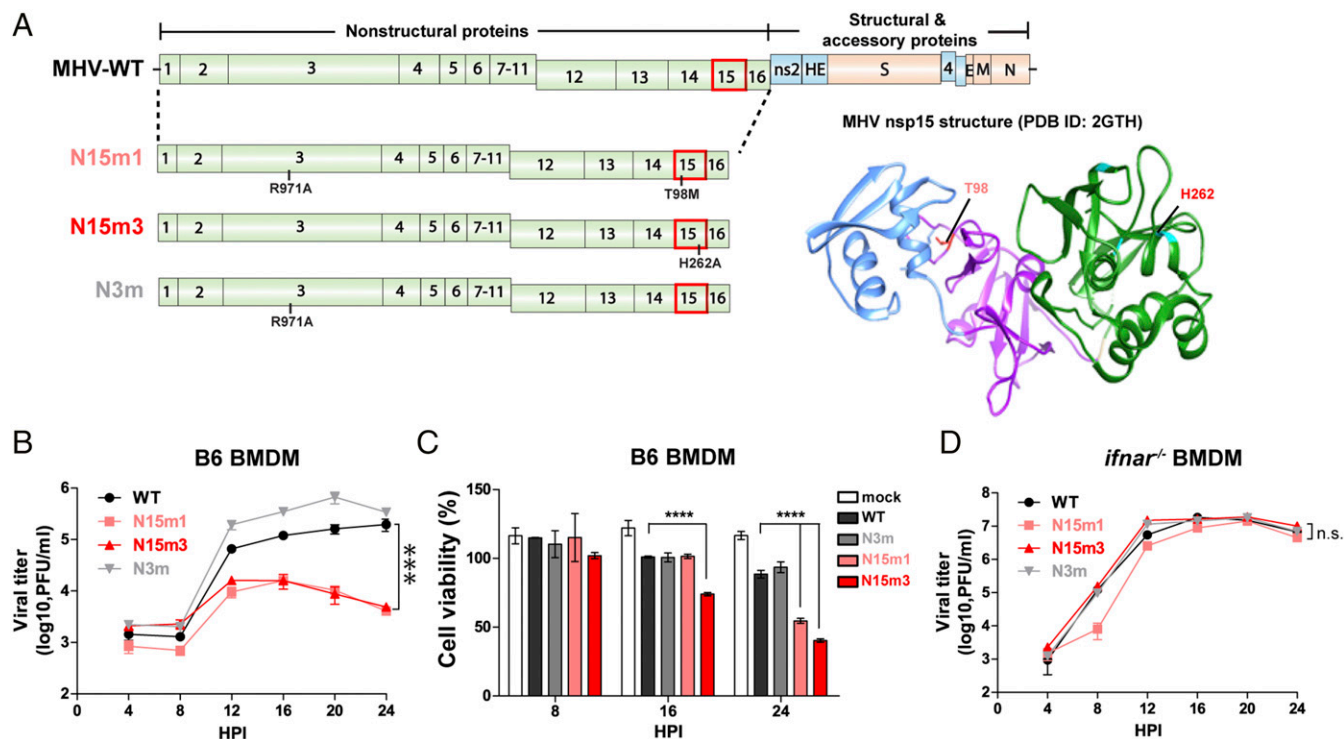 A
Nonstructural proteins
Structural &
accessory proteins
MHV-WT
1 2 3 4 5 6 7-11 12 13 14 15 16 ns2 HE S 4 E M N
N15m1
1 2 3 4 5 6 7-11 12 13 14 15 16
R971A
T98M
N15m3
1 2 3 4 5 6 7-11 12 13 14 15 16
H262A
N3m
1 2 3 4 5 6 7-11 12 13 14 15 16
R971A
MHV nsp15 structure (PDB ID: 2GTH)
T98
H262
B
B6 BMDM
Viral titer
(log10,PFU/ml)
6
5
4
3
2
WT
N15m1
N15m3
N3m
***
0 4 8 12 16 20 24
HPI
C
B6 BMDM
Cell viability (%)
150
100
50
0
****
****
mock
WT
N3m
N15m1
N15m3
8 16 24
HPI
D
ifnar-/- BMDM
Viral titer
(log10,PFU/ml)
8
7
6
5
4
3
2
WT
N15m1
N15m3
N3m
n.s.
0 4 8 12 16 20 24
HPI